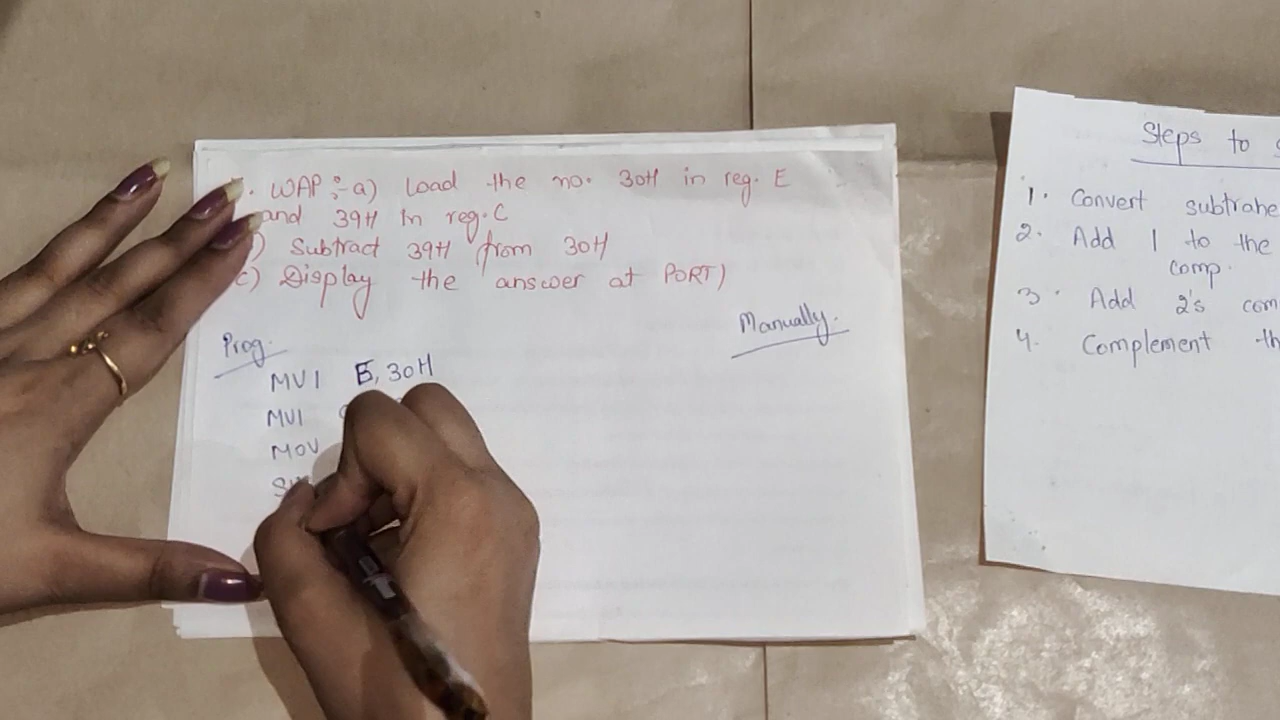 WAP :- a) Load the no. 30H in reg. E
and 39H in reg. C
) Subtract 39H from 30H
c) Display the answer at PORT1
Prog.
Manually.
MVI E, 30H
MVI
MOV
Steps to
1. Convert
2. Add 1 to the
comp.
3. Add 2's com
4. Complement th